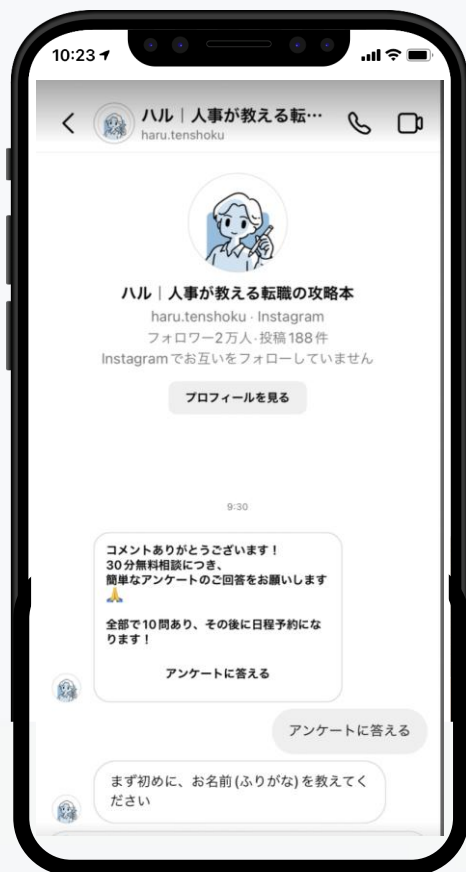 10:23
ハル｜人事が教える転…
haru.tenshoku
ハル｜人事が教える転職の攻略本
haru.tenshoku · Instagram
フォロワー2万人·投稿188件
Instagramでお互いをフォローしていません
プロフィールを見る
9:30
コメントありがとうございます！
30分無料相談につき、
簡単なアンケートのご回答をお願いします
🙏
全部で10問あり、その後に日程予約にな
ります！
アンケートに答える
アンケートに答える
まず初めに、お名前(ふりがな)を教えてく
ださい